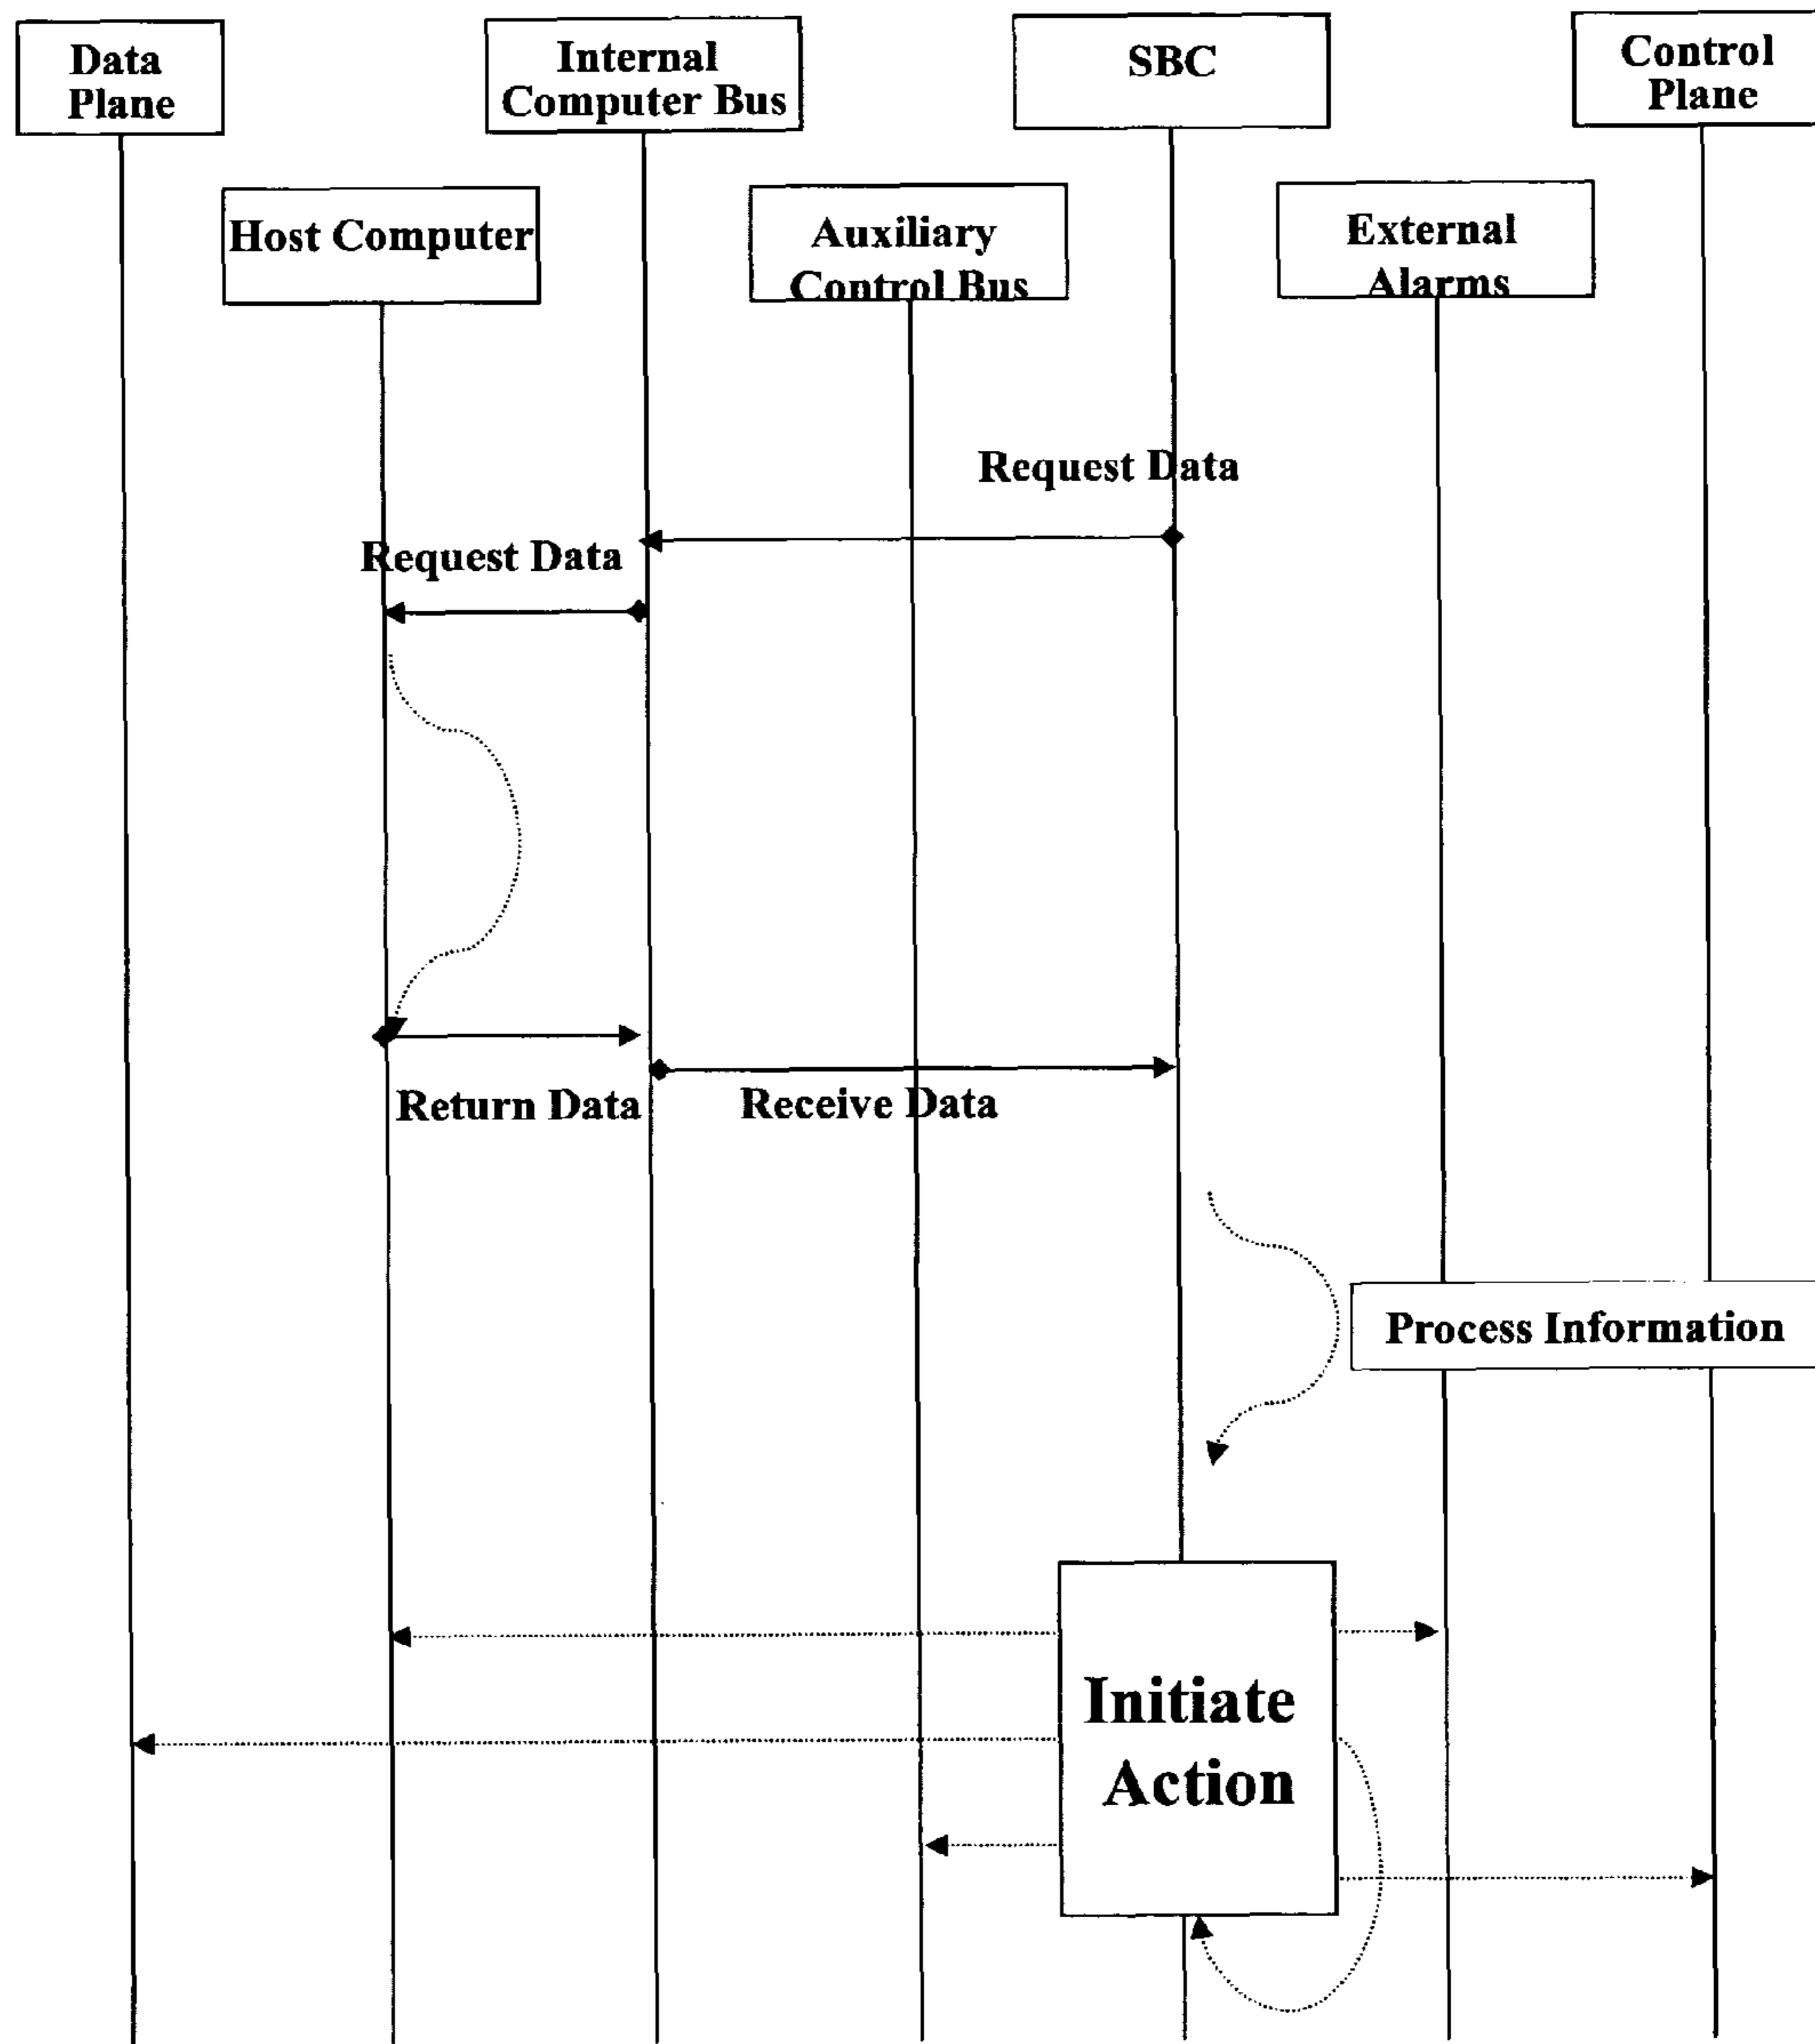 Data
Plane
Internal
Computer Bus
SBC
Control
Plane
Host Computer
Auxiliary
Control Bus
External
Alarms
Request Data
Request Data
Return Data
Receive Data
Process Information
Initiate
Action